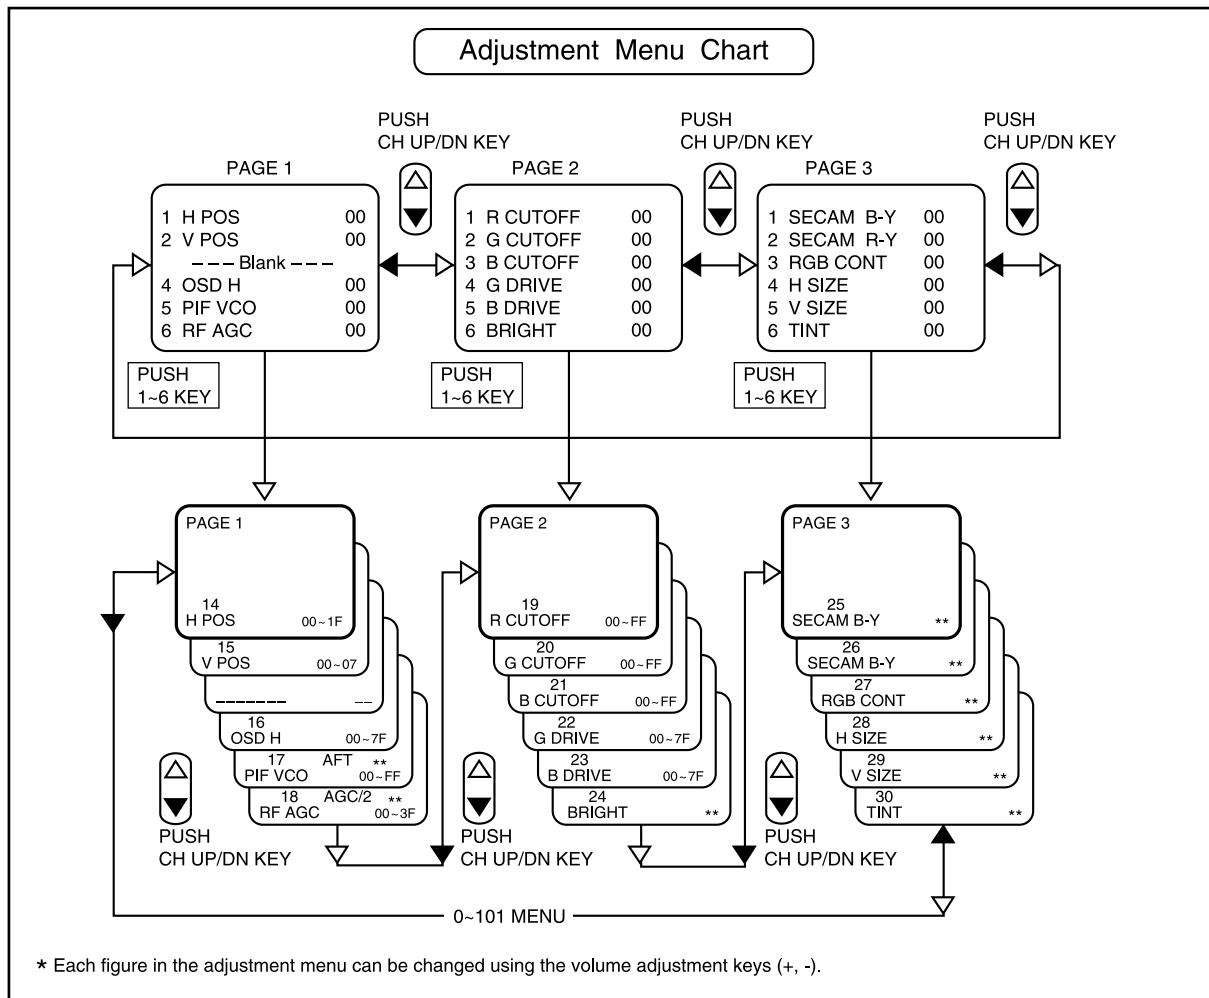 Adjustment Menu Chart
PUSH
CH UP/DN KEY
PUSH
CH UP/DN KEY
PUSH
CH UP/DN KEY
PAGE 1
1 H POS 00
2 V POS 00
--- Blank ---
4 OSD H 00
5 PIF VCO 00
6 RF AGC 00
PAGE 2
1 R CUTOFF 00
2 G CUTOFF 00
3 B CUTOFF 00
4 G DRIVE 00
5 B DRIVE 00
6 BRIGHT 00
PAGE 3
1 SECAM B-Y 00
2 SECAM R-Y 00
3 RGB CONT 00
4 H SIZE 00
5 V SIZE 00
6 TINT 00
PUSH
1~6 KEY
PUSH
1~6 KEY
PUSH
1~6 KEY
PAGE 1
14
H POS 00~1F
15
V POS 00~07
------- --
16
OSD H 00~7F
17 AFT **
PIF VCO 00~FF
18 AGC/2 **
RF AGC 00~3F
PUSH
CH UP/DN KEY
PAGE 2
19
R CUTOFF 00~FF
20
G CUTOFF 00~FF
21
B CUTOFF 00~FF
22
G DRIVE 00~7F
23
B DRIVE 00~7F
24
BRIGHT **
PUSH
CH UP/DN KEY
PAGE 3
25
SECAM B-Y **
26
SECAM B-Y **
27
RGB CONT **
28
H SIZE **
29
V SIZE **
30
TINT **
PUSH
CH UP/DN KEY
0~101 MENU
* Each figure in the adjustment menu can be changed using the volume adjustment keys (+, -).